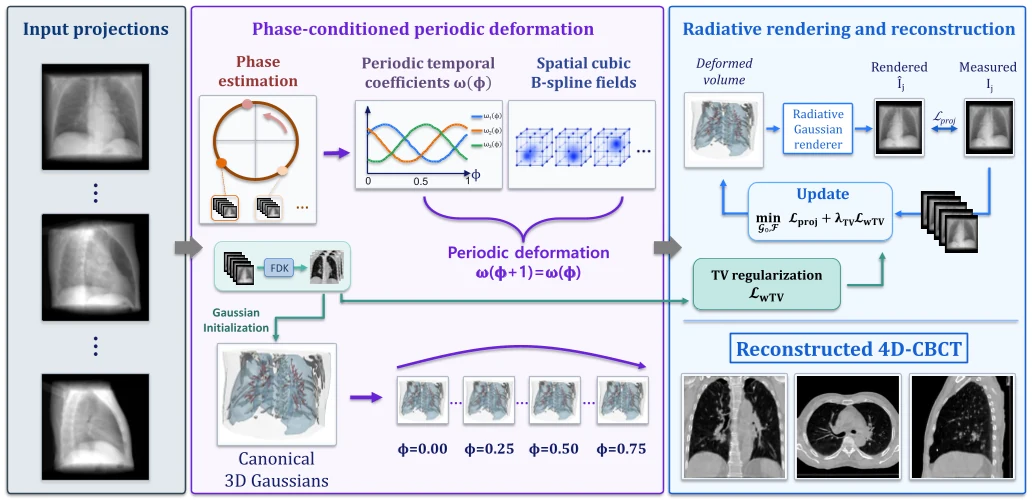 Input projections
Phase-conditioned periodic deformation
Phase
estimation
Periodic temporal
coefficients ω(ϕ)
ω₁(ϕ)
ω₂(ϕ)
ω₃(ϕ)
0
0.5
1
ϕ
Spatial cubic
B-spline fields
Periodic deformation
ω(ϕ+1)=ω(ϕ)
FDK
Gaussian
Initialization
Canonical
3D Gaussians
ϕ=0.00
ϕ=0.25
ϕ=0.50
ϕ=0.75
Radiative rendering and reconstruction
Deformed
volume
Radiative
Gaussian
renderer
Rendered
Îⱼ
ℒproj
Measured
Iⱼ
Update
min ℒproj + λTVℒwTV
𝒢₀,ℱ
TV regularization
ℒwTV
Reconstructed 4D-CBCT